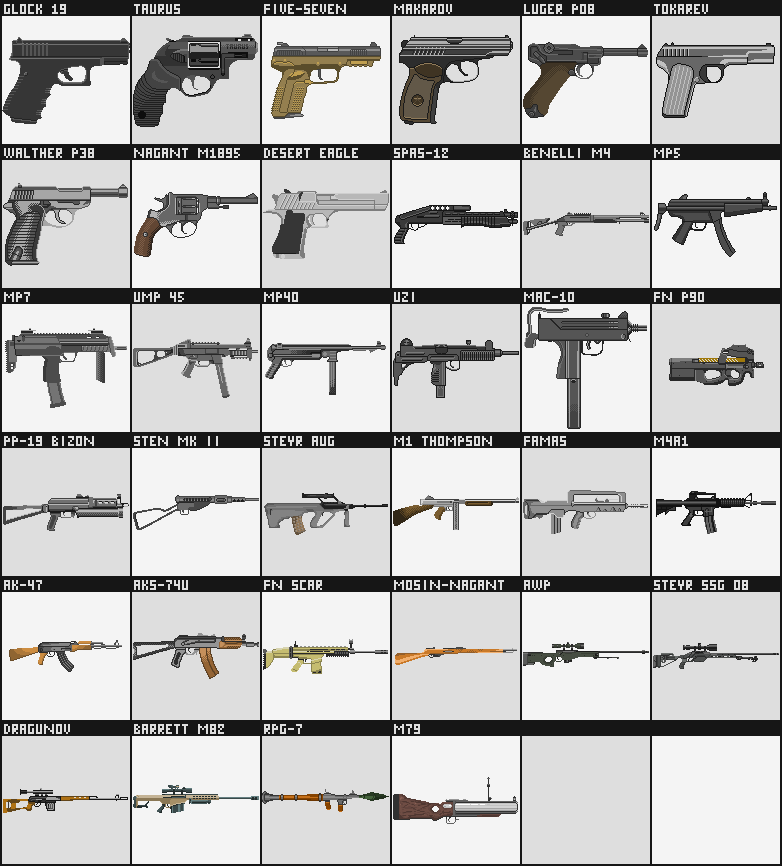 GLOCK 19 TAURUS FIVE-SEVEN MAKAROV LUGER P08 TOKAREV
TAURUS
WALTHER P38 NAGANT M1895 DESERT EAGLE SPAS-12 BENELLI M4 MP5
MP7 UMP 45 MP40 UZI MAC-10 FN P90
PP-19 BIZON STEN MK II STEYR AUG M1 THOMPSON FAMAS M4A1
AK-47 AKS-74U FN SCAR MOSIN-NAGANT AWP STEYR SSG 08
DRAGUNOV BARRETT M82 RPG-7 M79